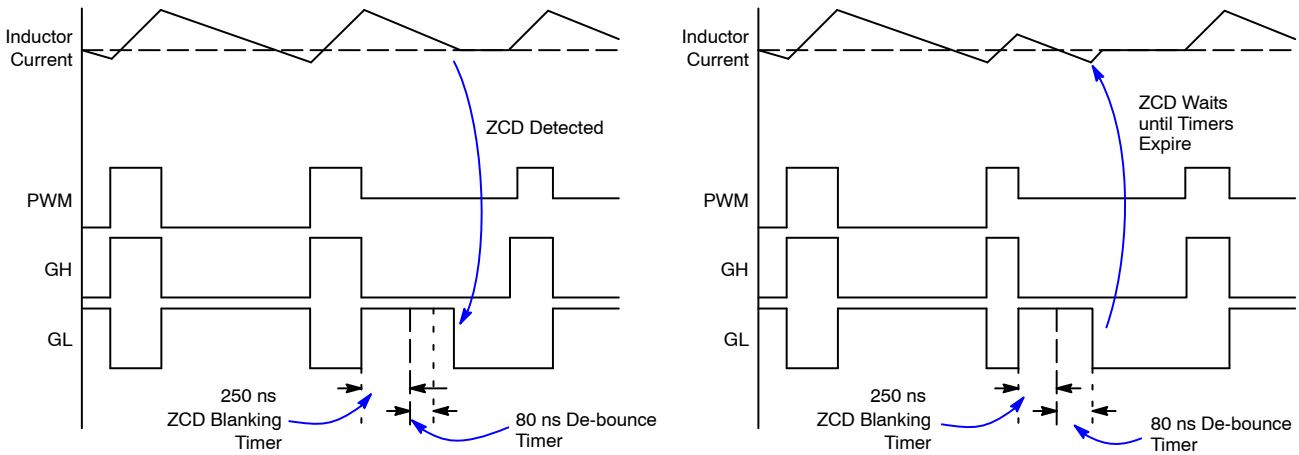 Inductor
Current
ZCD Detected
PWM
GH
GL
250 ns
ZCD Blanking
Timer
80 ns De-bounce
Timer
Inductor
Current
ZCD Waits
until Timers
Expire
PWM
GH
GL
250 ns
ZCD Blanking
Timer
80 ns De-bounce
Timer